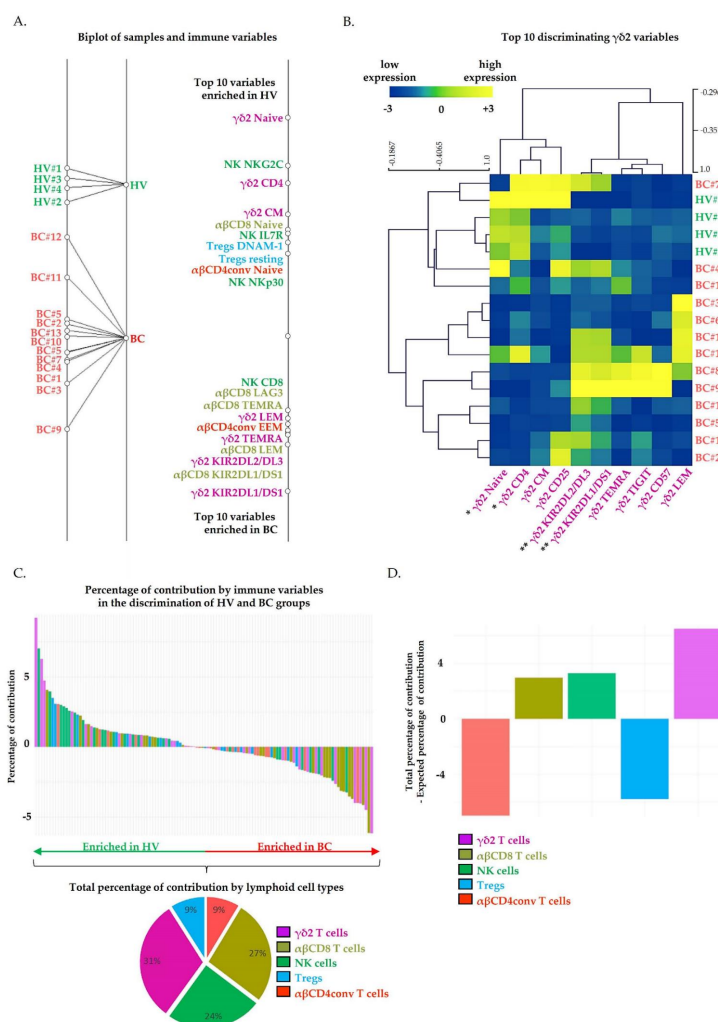 A.
Biplot of samples and immune variables
Top 10 variables
enriched in HV
γδ2 Naive
HV#1
HV#3
HV#4
HV#2
HV
NK NKG2C
γδ2 CD4
γδ2 CM
αβCD8 Naive
NK IL7R
Tregs DNAM-1
Tregs resting
αβCD4conv Naive
NK NKp30
BC#12
BC#11
BC#5
BC#2
BC#13
BC#10
BC#5
BC#7
BC#4
BC#1
BC#3
BC#9
BC
NK CD8
αβCD8 LAG3
αβCD8 TEMRA
γδ2 LEM
αβCD4conv EEM
γδ2 TEMRA
αβCD8 LEM
γδ2 KIR2DL2/DL3
αβCD8 KIR2DL1/DS1
γδ2 KIR2DL1/DS1
Top 10 variables
enriched in BC
B.
Top 10 discriminating γδ2 variables
low
expression
high
expression
-3
+3
-0.1867
-0.4065
1.0
-0.294
-0.35
1.0
BC#7
HV#
HV#
HV#
HV#
BC#4
BC#1
BC#3
BC#6
BC#1
BC#1
BC#8
BC#9
BC#1
BC#5
BC#1
BC#2
* γδ2 Naive
* γδ2 CD4
γδ2 CM
γδ2 CD25
** γδ2 KIR2DL2/DL3
** γδ2 KIR2DL1/DS1
γδ2 TEMRA
γδ2 TIGIT
γδ2 CD57
γδ2 LEM
C.
Percentage of contribution by immune variables
in the discrimination of HV and BC groups
Percentage of contribution
5
0
-5
Enriched in HV
Enriched in BC
Total percentage of contribution by lymphoid cell types
9%
9%
27%
24%
31%
γδ2 T cells
αβCD8 T cells
NK cells
Tregs
αβCD4conv T cells
D.
Total percentage of contribution
- Expected percentage of contribution
4
0
-4
γδ2 T cells
αβCD8 T cells
NK cells
Tregs
αβCD4conv T cells